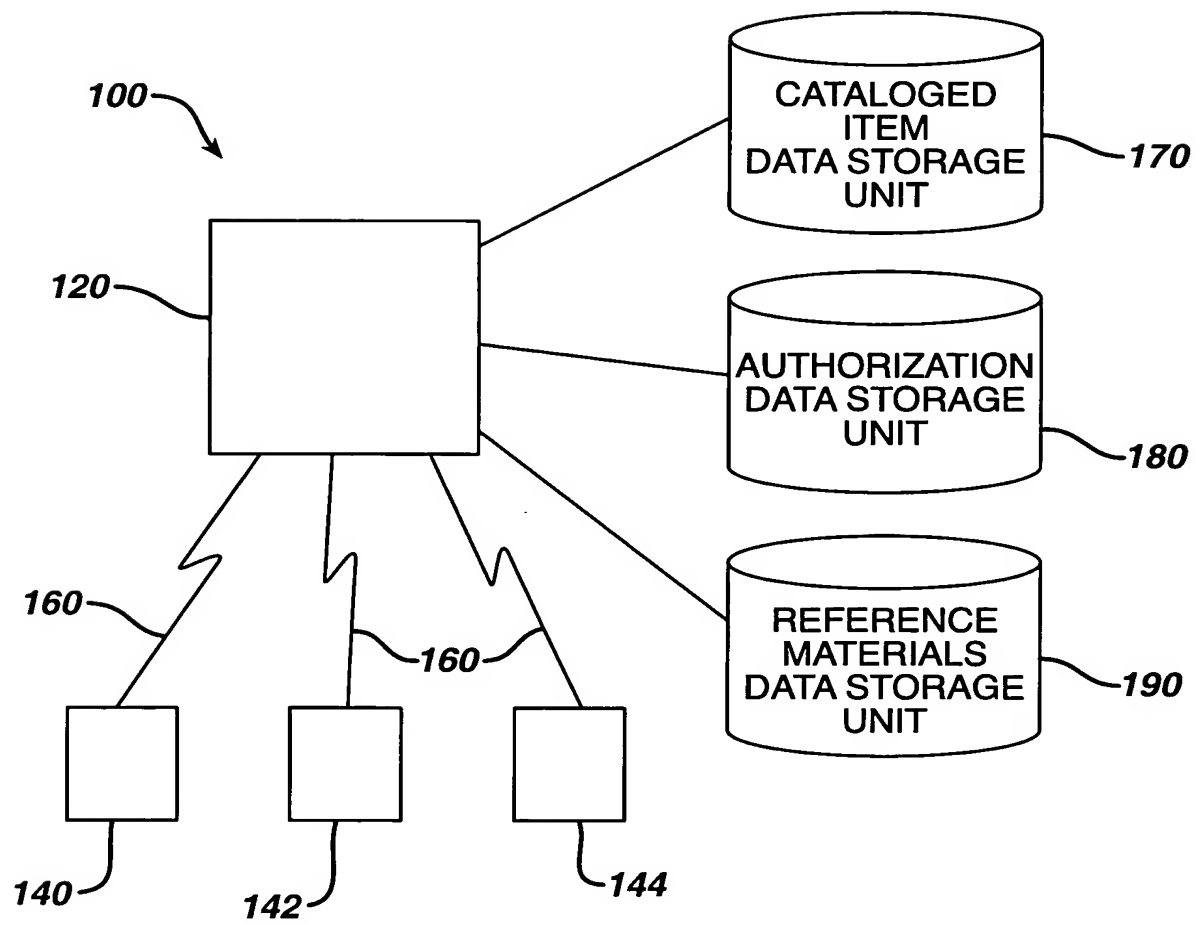 100
CATALOGED
ITEM
DATA STORAGE
UNIT
170
120
AUTHORIZATION
DATA STORAGE
UNIT
180
160
160
REFERENCE
MATERIALS
DATA STORAGE
UNIT
190
140
142
144